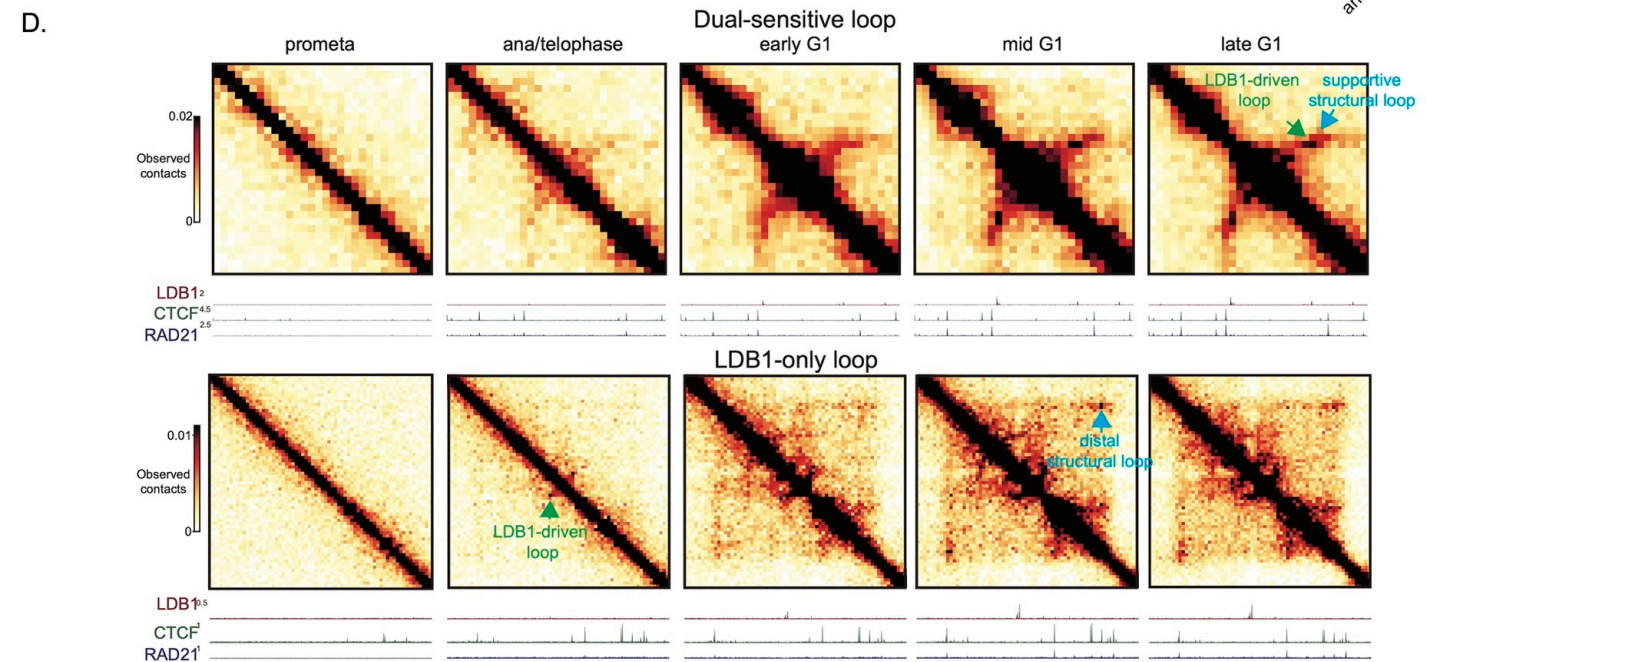 D.
an
Dual-sensitive loop
prometa
ana/telophase
early G1
mid G1
late G1
LDB1-driven
loop
supportive
structural loop
0.02
Observed
contacts
0
LDB1 2
CTCF 4.5
RAD21 2.5
LDB1-only loop
0.01
Observed
contacts
0
LDB1-driven
loop
distal
structural loop
LDB1 0.5
CTCF 1
RAD21 1